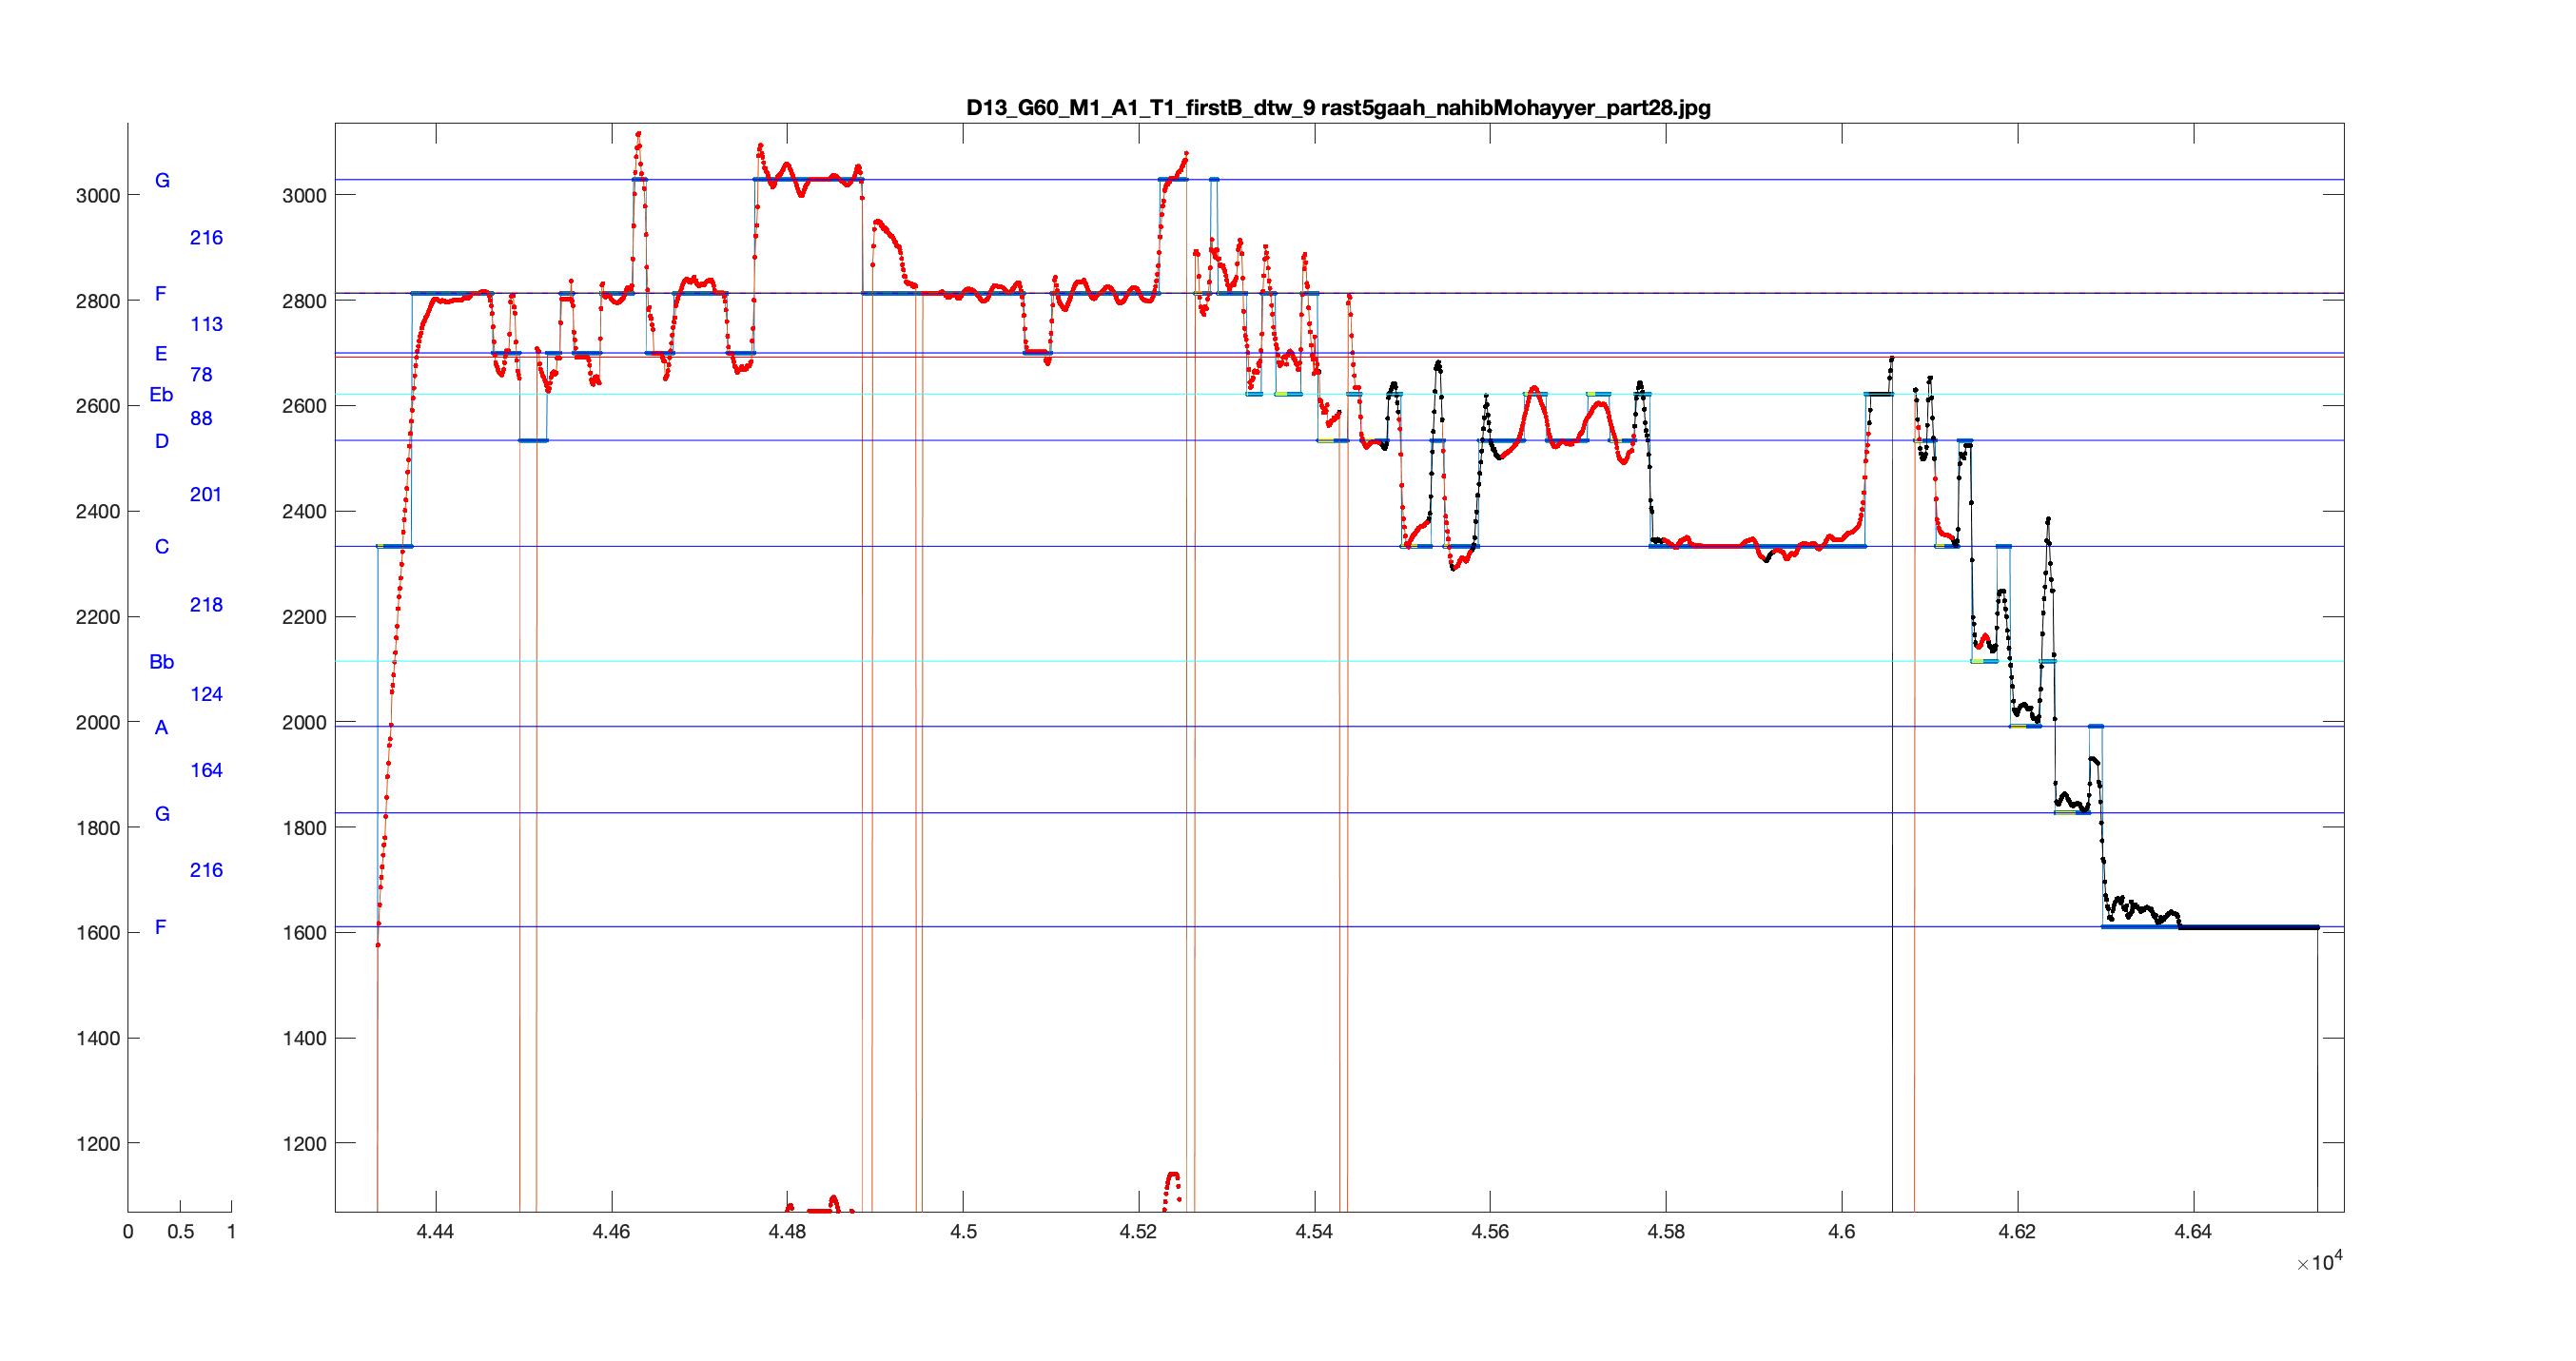 D13_G60_M1_A1_T1_firstB_dtw_9 rast5gaah_nahibMohayyer_part28.jpg
3000 G 3000
216
2800 F 2800
113
E
78
2600 Eb 2600
88
D
201
2400 2400
C
218
2200 2200
Bb
124
2000 A 2000
164
1800 G 1800
216
1600 F 1600
1400 1400
1200 1200
0 0.5 1 4.44 4.46 4.48 4.5 4.52 4.54 4.56 4.58 4.6 4.62 4.64
×10⁴